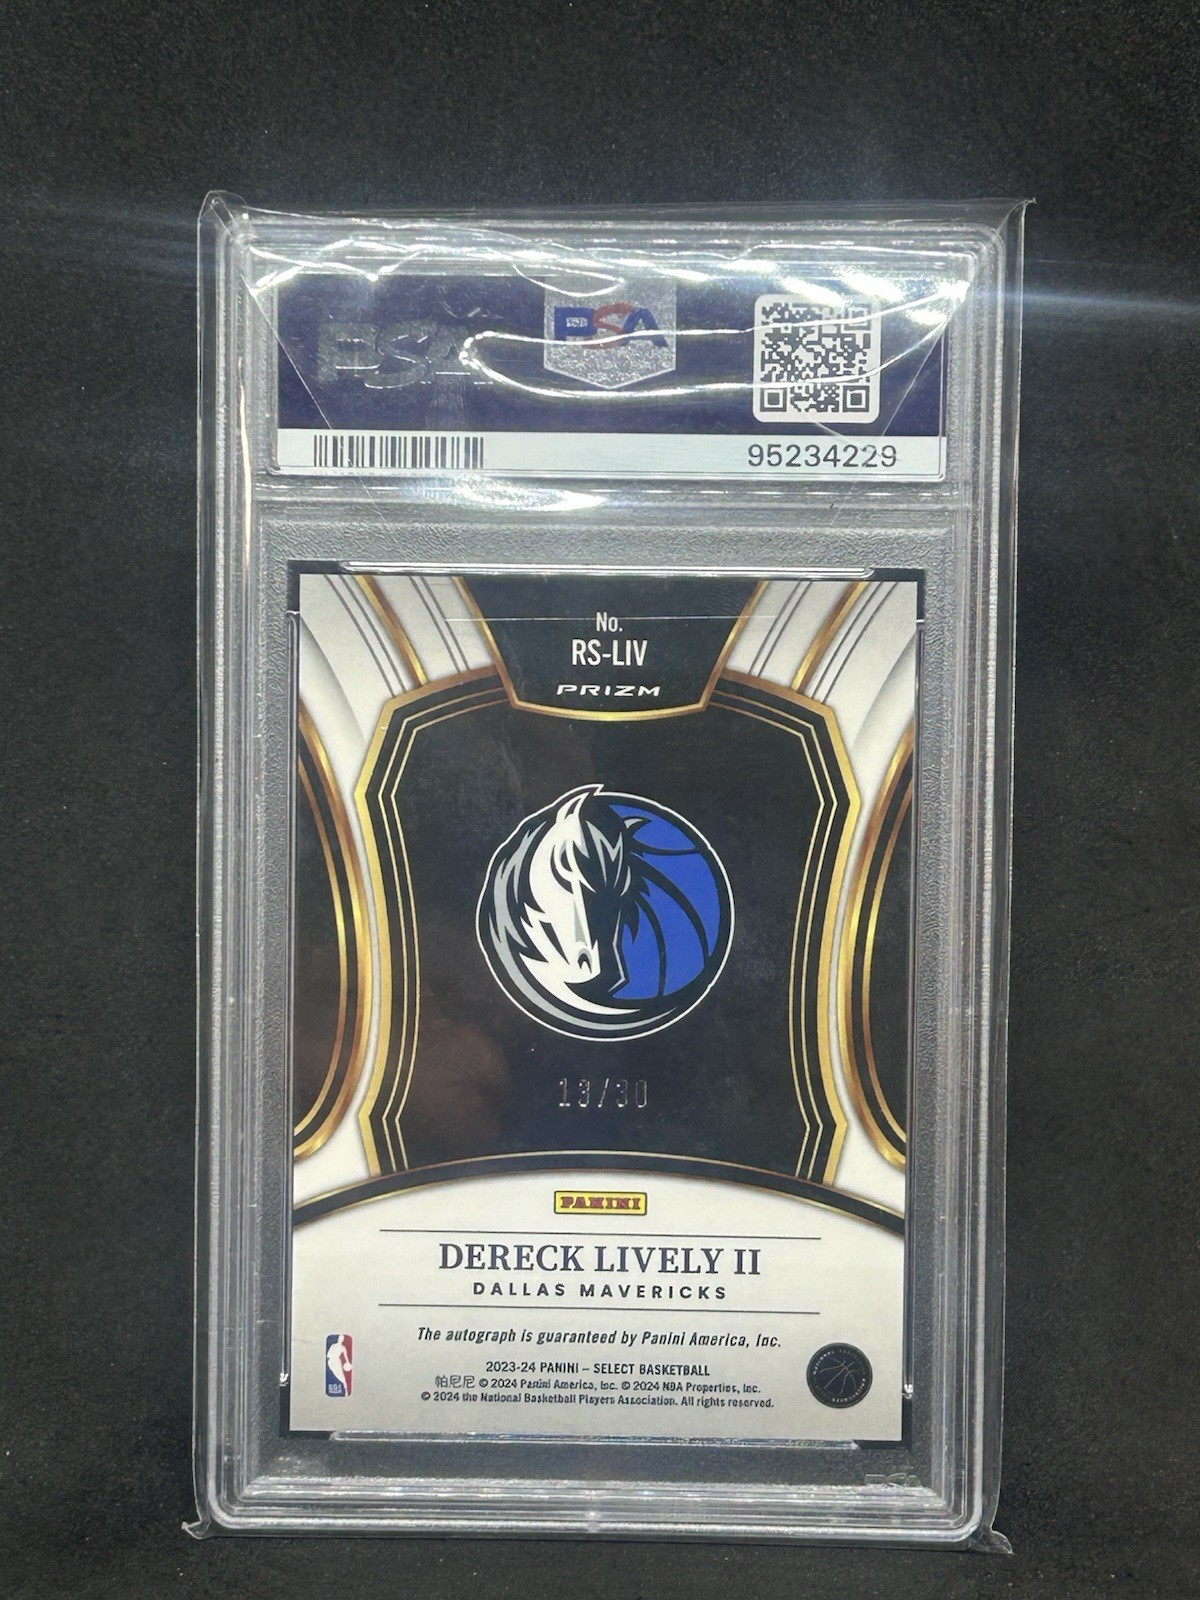 PSA
PSA
95234229
No.
RS-LIV
PRIZM
13/30
PANINI
DERECK LIVELY II
DALLAS MAVERICKS
The autograph is guaranteed by Panini America, Inc.
2023-24 PANINI – SELECT BASKETBALL
帕尼尼 © 2024 Panini America, Inc. © 2024 NBA Properties, Inc.
© 2024 the National Basketball Players Association. All rights reserved.
PSA